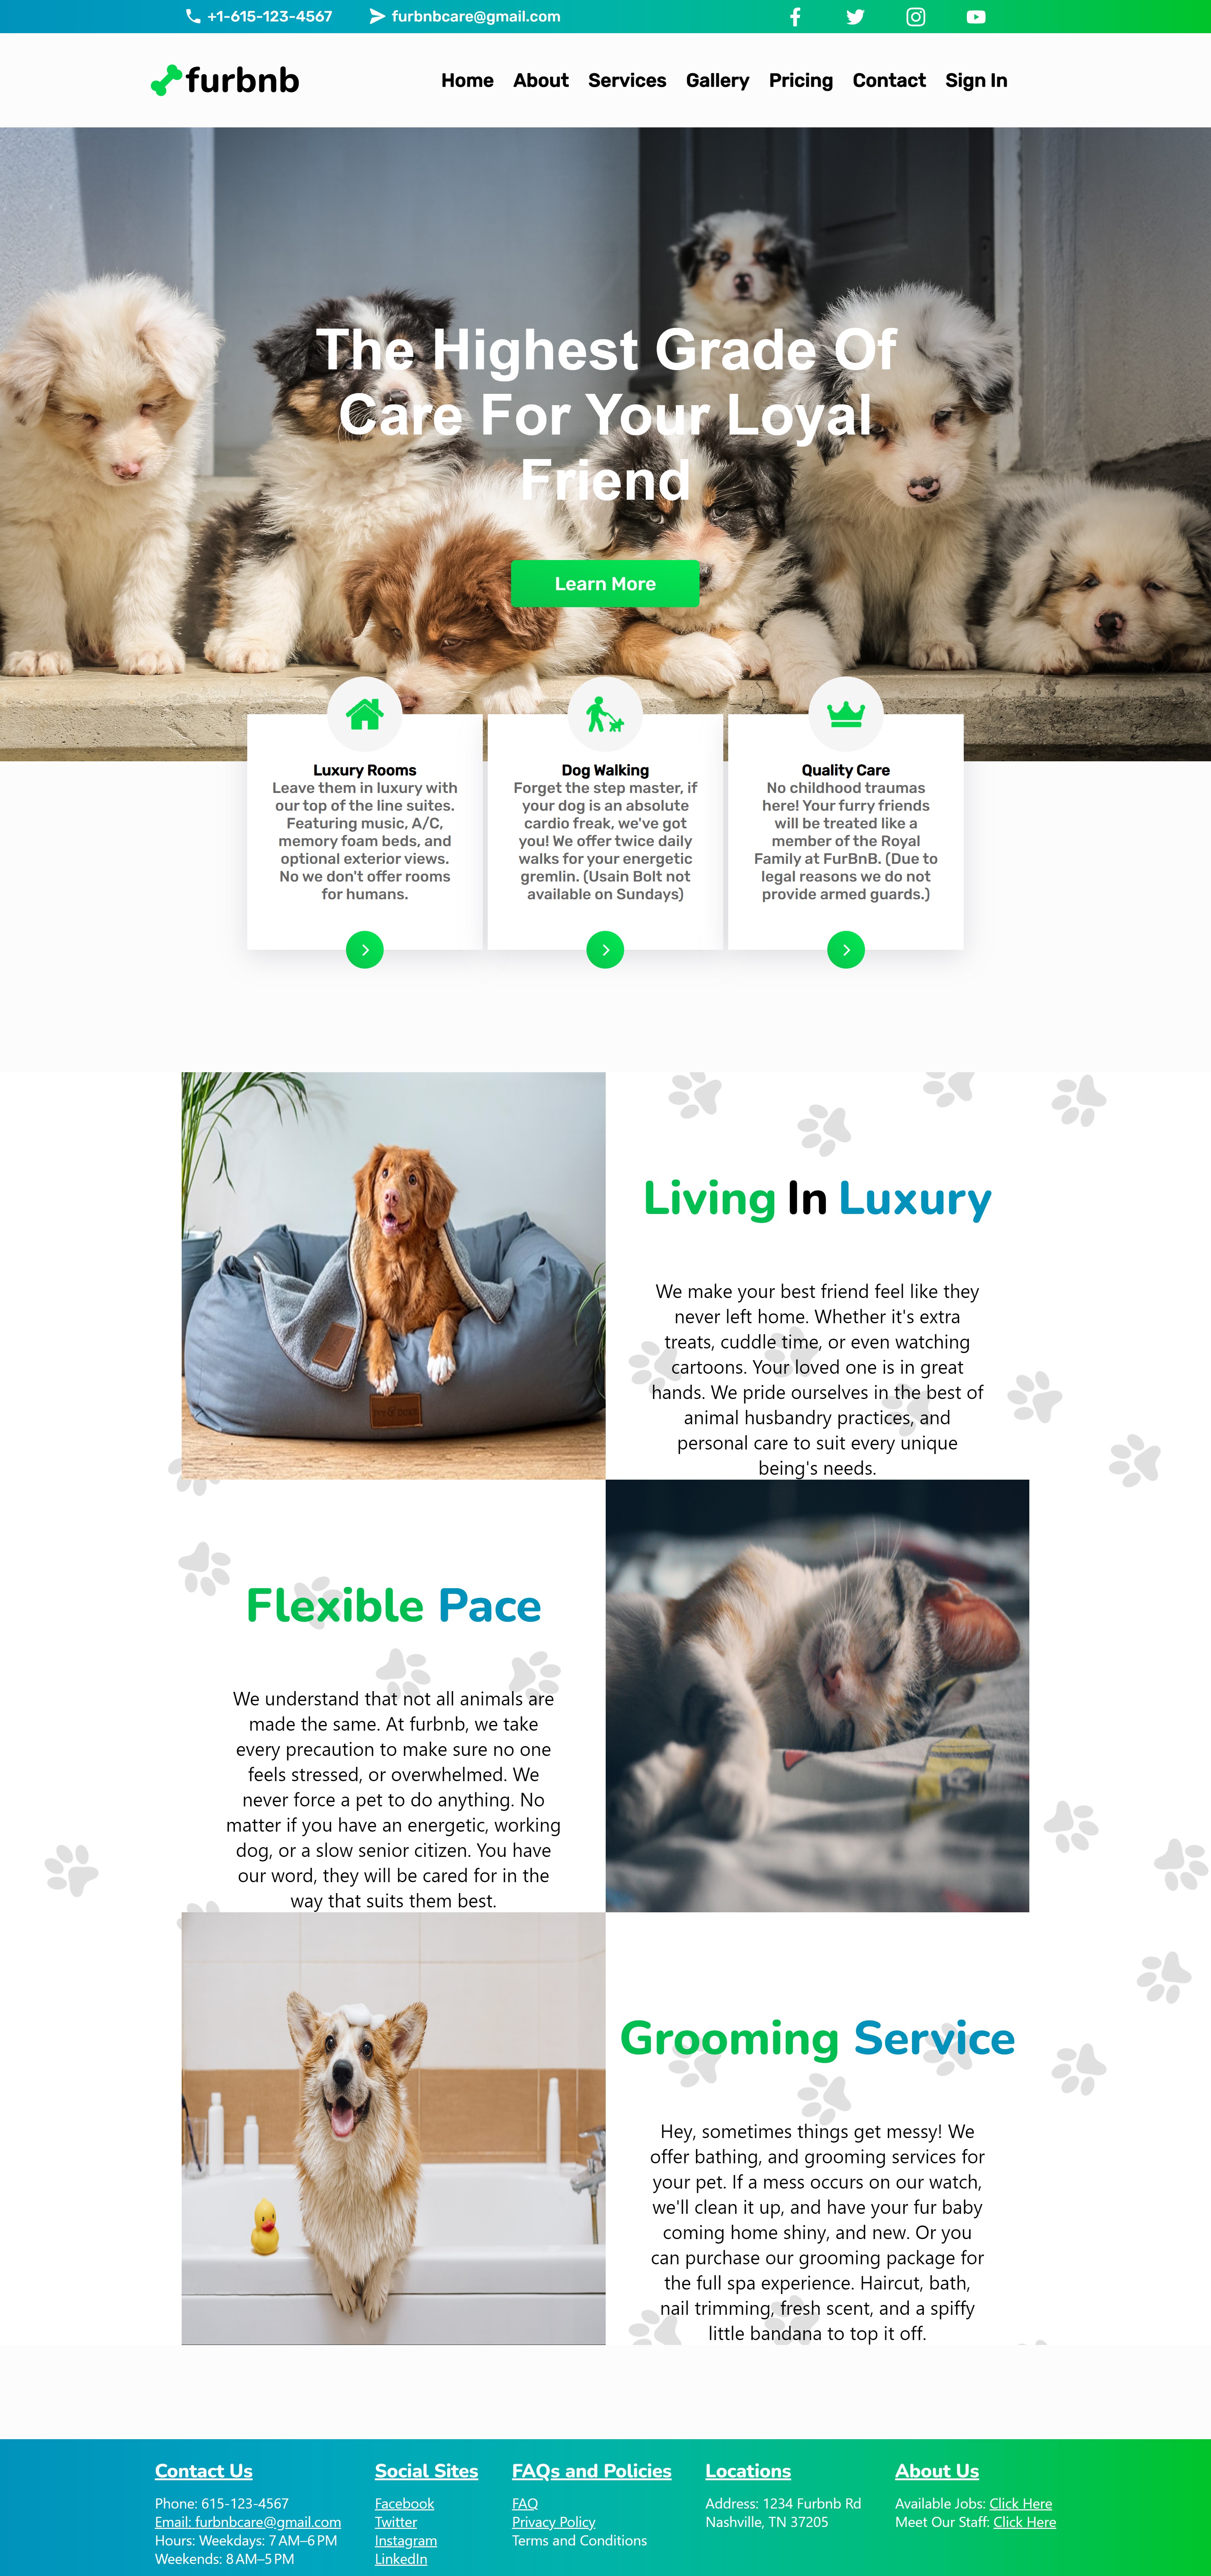 +1-615-123-4567 furbnbcare@gmail.com
furbnb
Home About Services Gallery Pricing Contact Sign In
The Highest Grade Of
Care For Your Loyal
Friend
Learn More
Luxury Rooms
Leave them in luxury with
our top of the line suites.
Featuring music, A/C,
memory foam beds, and
optional exterior views.
No we don't offer rooms
for humans.
Dog Walking
Forget the step master, if
your dog is an absolute
cardio freak, we've got
you! We offer twice daily
walks for your energetic
gremlin. (Usain Bolt not
available on Sundays)
Quality Care
No childhood traumas
here! Your furry friends
will be treated like a
member of the Royal
Family at FurBnB. (Due to
legal reasons we do not
provide armed guards.)
Living In Luxury
We make your best friend feel like they
never left home. Whether it's extra
treats, cuddle time, or even watching
cartoons. Your loved one is in great
hands. We pride ourselves in the best of
animal husbandry practices, and
personal care to suit every unique
being's needs.
Flexible Pace
We understand that not all animals are
made the same. At furbnb, we take
every precaution to make sure no one
feels stressed, or overwhelmed. We
never force a pet to do anything. No
matter if you have an energetic, working
dog, or a slow senior citizen. You have
our word, they will be cared for in the
way that suits them best.
Grooming Service
Hey, sometimes things get messy! We
offer bathing, and grooming services for
your pet. If a mess occurs on our watch,
we'll clean it up, and have your fur baby
coming home shiny, and new. Or you
can purchase our grooming package for
the full spa experience. Haircut, bath,
nail trimming, fresh scent, and a spiffy
little bandana to top it off.
Contact Us
Phone: 615-123-4567
Email: furbnbcare@gmail.com
Hours: Weekdays: 7 AM–6 PM
Weekends: 8 AM–5 PM
Social Sites
Facebook
Twitter
Instagram
LinkedIn
FAQs and Policies
FAQ
Privacy Policy
Terms and Conditions
Locations
Address: 1234 Furbnb Rd
Nashville, TN 37205
About Us
Available Jobs: Click Here
Meet Our Staff: Click Here